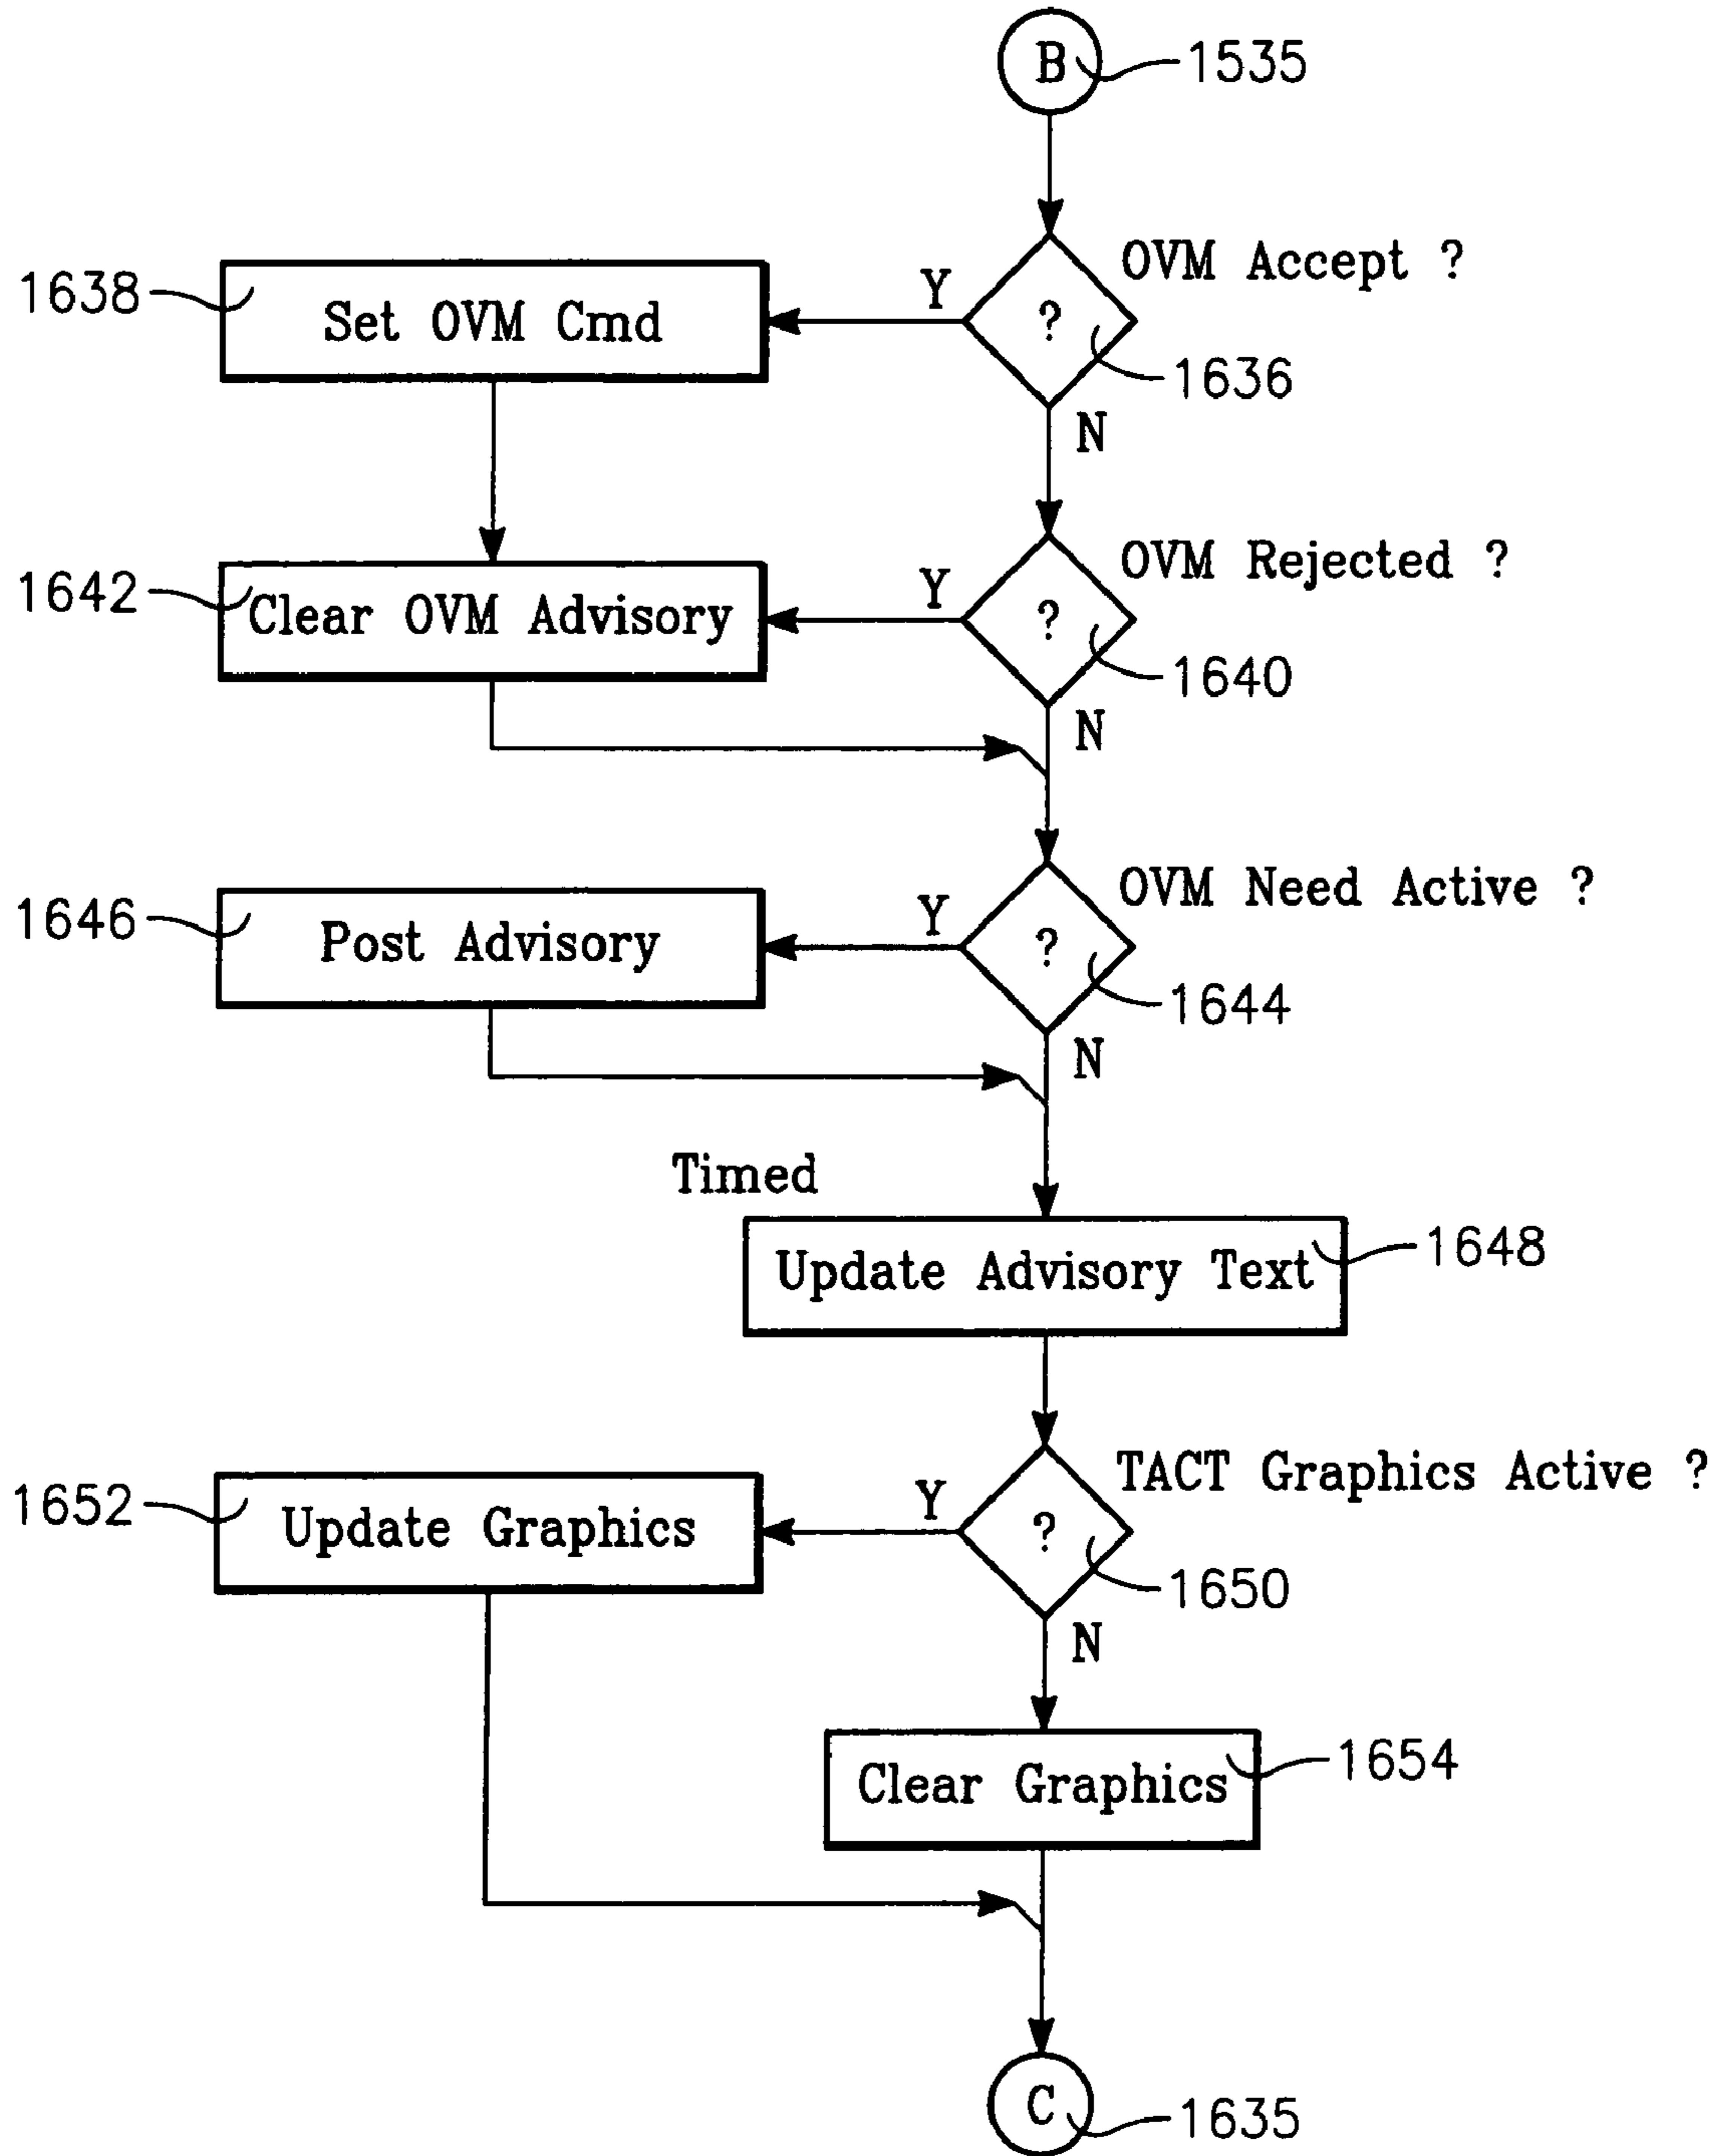 B
1535
OVM Accept ?
1638
Set OVM Cmd
Y
?
1636
N
OVM Rejected ?
1642
Clear OVM Advisory
Y
?
1640
N
OVM Need Active ?
1646
Post Advisory
Y
?
1644
N
Timed
Update Advisory Text
1648
TACT Graphics Active ?
1652
Update Graphics
Y
?
1650
N
Clear Graphics
1654
C
1635